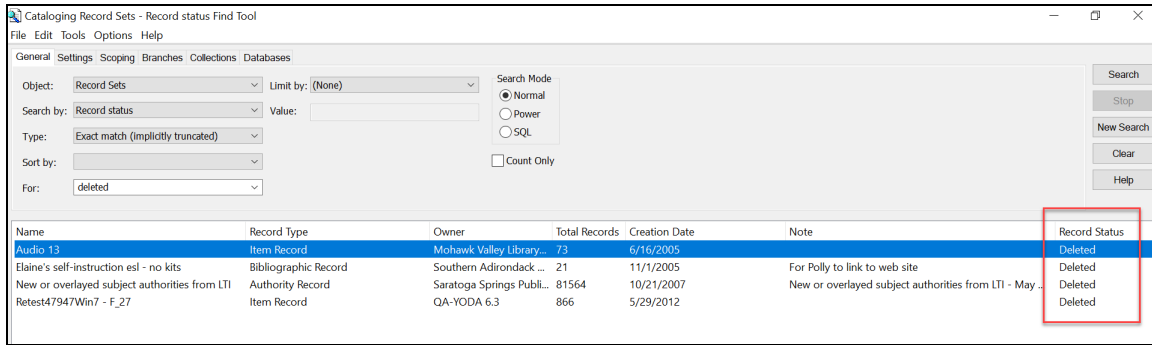 Cataloging Record Sets - Record status Find Tool
File Edit Tools Options Help
General Settings Scoping Branches Collections Databases
Object: Record Sets Limit by: (None) Search Mode Search
Normal
Search by: Record status Value: Power Stop
Type: Exact match (implicitly truncated) SQL New Search
Sort by: Count Only Clear
For: deleted Help
Name Record Type Owner Total Records Creation Date Note Record Status
Audio 13 Item Record Mohawk Valley Library... 73 6/16/2005 Deleted
Elaine's self-instruction esl - no kits Bibliographic Record Southern Adirondack ... 21 11/1/2005 For Polly to link to web site Deleted
New or overlayed subject authorities from LTI Authority Record Saratoga Springs Publi... 81564 10/21/2007 New or overlayed subject authorities from LTI - May ... Deleted
Retest47947Win7 - F_27 Item Record QA-YODA 6.3 866 5/29/2012 Deleted